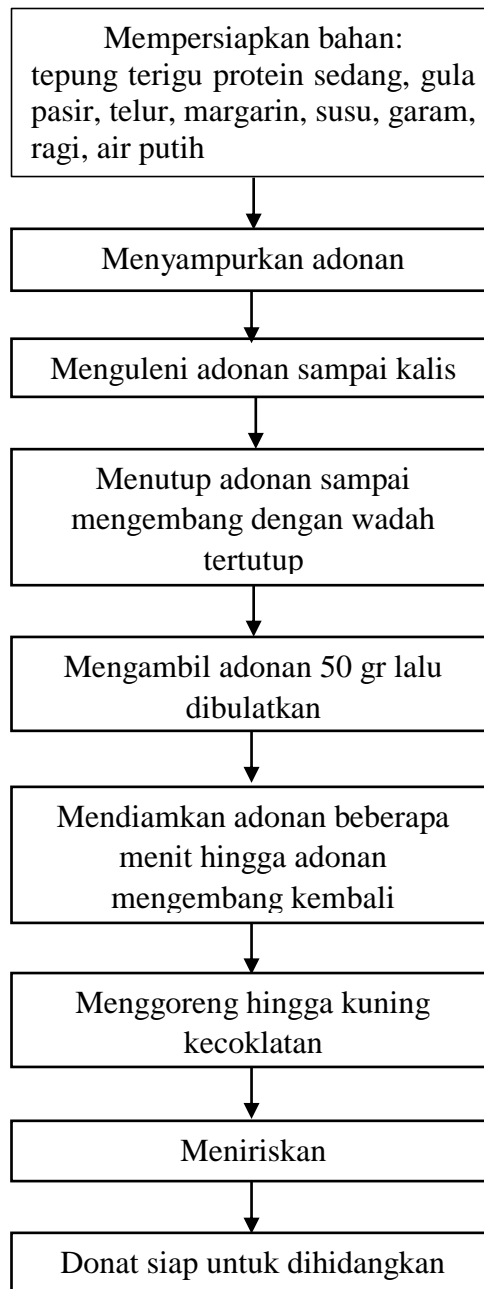 Mempersiapkan bahan:
tepung terigu protein sedang, gula
pasir, telur, margarin, susu, garam,
ragi, air putih
Menyampurkan adonan
Menguleni adonan sampai kalis
Menutup adonan sampai
mengembang dengan wadah
tertutup
Mengambil adonan 50 gr lalu
dibulatkan
Mendiamkan adonan beberapa
menit hingga adonan
mengembang kembali
Menggoreng hingga kuning
kecoklatan
Meniriskan
Donat siap untuk dihidangkan